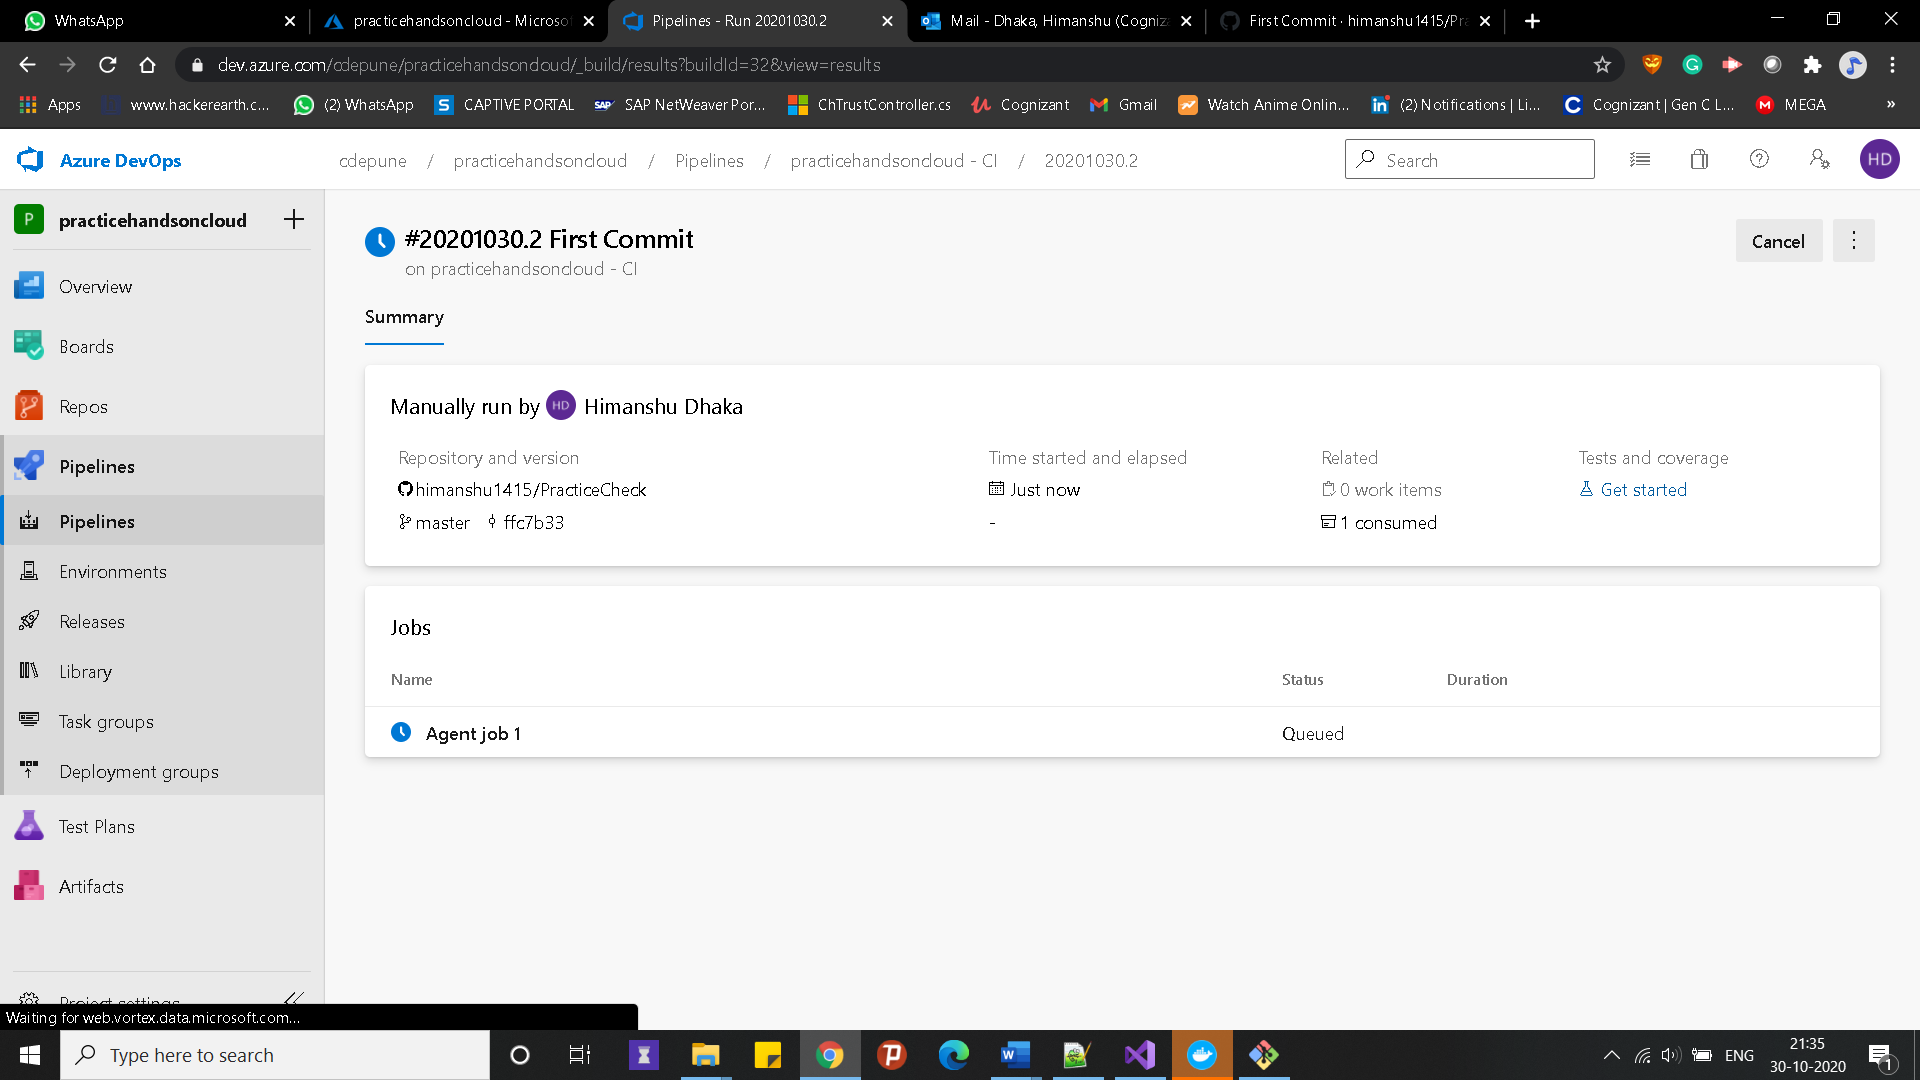 WhatsApp
practicehandsoncloud - Microso
Pipelines - Run 20201030.2
Mail - Dhaka, Himanshu (Cogniza
First Commit · himanshu1415/Pra
dev.azure.com/cdepune/practicehandsoncloud/_build/results?buildId=32&view=results
Apps
www.hackerearth.c...
(2) WhatsApp
CAPTIVE PORTAL
SAP NetWeaver Por...
ChTrustController.cs
Cognizant
Gmail
Watch Anime Onlin...
(2) Notifications | Li...
Cognizant | Gen C L...
MEGA
»
Azure DevOps
cdepune / practicehandsoncloud / Pipelines / practicehandsoncloud - CI / 20201030.2
Search
HD
P practicehandsoncloud
Overview
Boards
Repos
Pipelines
Pipelines
Environments
Releases
Library
Task groups
Deployment groups
Test Plans
Artifacts
Project settings
#20201030.2 First Commit
on practicehandsoncloud - CI
Cancel
Summary
Manually run by HD Himanshu Dhaka
Repository and version
himanshu1415/PracticeCheck
master ffc7b33
Time started and elapsed
Just now
-
Related
0 work items
1 consumed
Tests and coverage
Get started
Jobs
Name Status Duration
Agent job 1 Queued
Waiting for web.vortex.data.microsoft.com...
Type here to search
ENG
21:35
30-10-2020
1